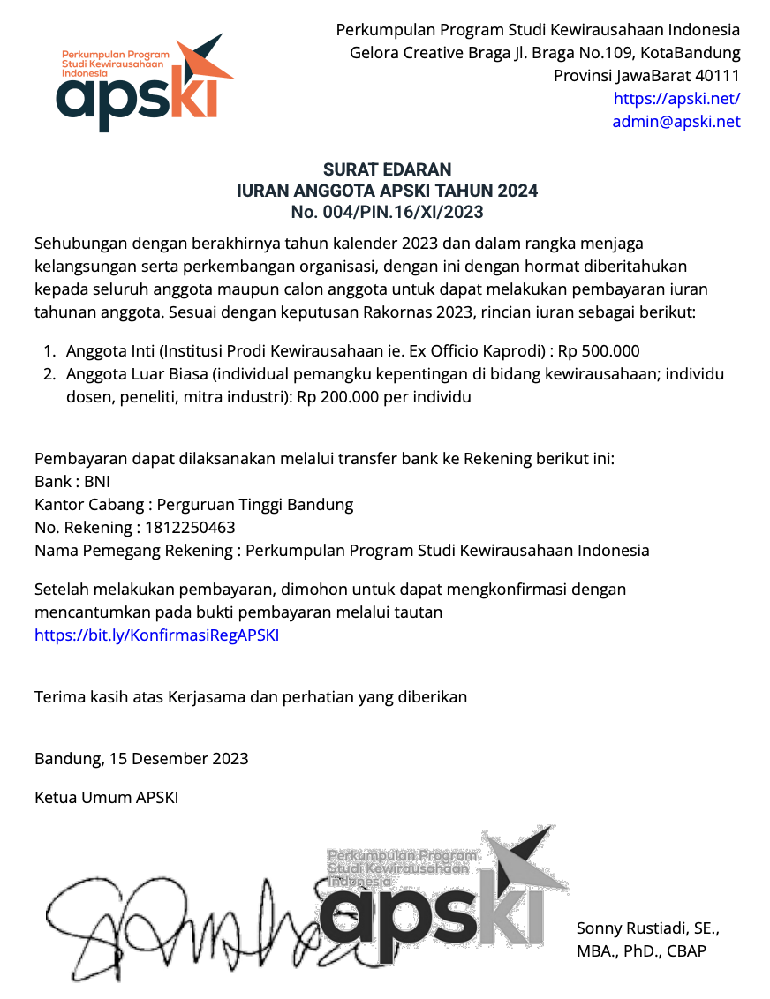 Perkumpulan Program
Studi Kewirausahaan
Indonesia
apski
Perkumpulan Program Studi Kewirausahaan Indonesia
Gelora Creative Braga Jl. Braga No.109, KotaBandung
Provinsi JawaBarat 40111
https://apski.net/
admin@apski.net
SURAT EDARAN
IURAN ANGGOTA APSKI TAHUN 2024
No. 004/PIN.16/XI/2023
Sehubungan dengan berakhirnya tahun kalender 2023 dan dalam rangka menjaga
kelangsungan serta perkembangan organisasi, dengan ini dengan hormat diberitahukan
kepada seluruh anggota maupun calon anggota untuk dapat melakukan pembayaran iuran
tahunan anggota. Sesuai dengan keputusan Rakornas 2023, rincian iuran sebagai berikut:
1. Anggota Inti (Institusi Prodi Kewirausahaan ie. Ex Officio Kaprodi) : Rp 500.000
2. Anggota Luar Biasa (individual pemangku kepentingan di bidang kewirausahaan; individu
dosen, peneliti, mitra industri): Rp 200.000 per individu
Pembayaran dapat dilaksanakan melalui transfer bank ke Rekening berikut ini:
Bank : BNI
Kantor Cabang : Perguruan Tinggi Bandung
No. Rekening : 1812250463
Nama Pemegang Rekening : Perkumpulan Program Studi Kewirausahaan Indonesia
Setelah melakukan pembayaran, dimohon untuk dapat mengkonfirmasi dengan
mencantumkan pada bukti pembayaran melalui tautan
https://bit.ly/KonfirmasiRegAPSKI
Terima kasih atas Kerjasama dan perhatian yang diberikan
Bandung, 15 Desember 2023
Ketua Umum APSKI
Perkumpulan Program
Studi Kewirausahaan
Indonesia
apski
Sonny Rustiadi, SE.,
MBA., PhD., CBAP